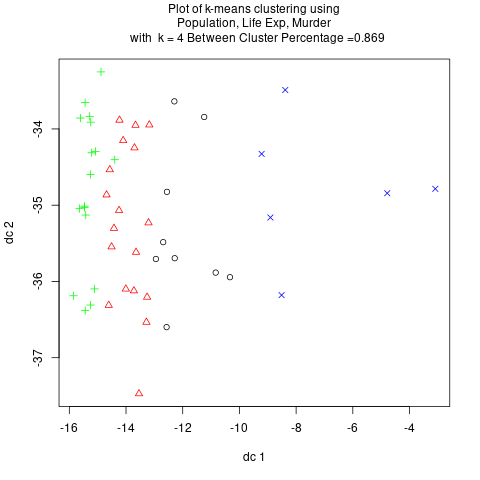 Plot of k-means clustering using
Population, Life Exp, Murder
with k = 4 Between Cluster Percentage =0.869
-34
-35
-36
-37
dc 2
-16 -14 -12 -10 -8 -6 -4
dc 1